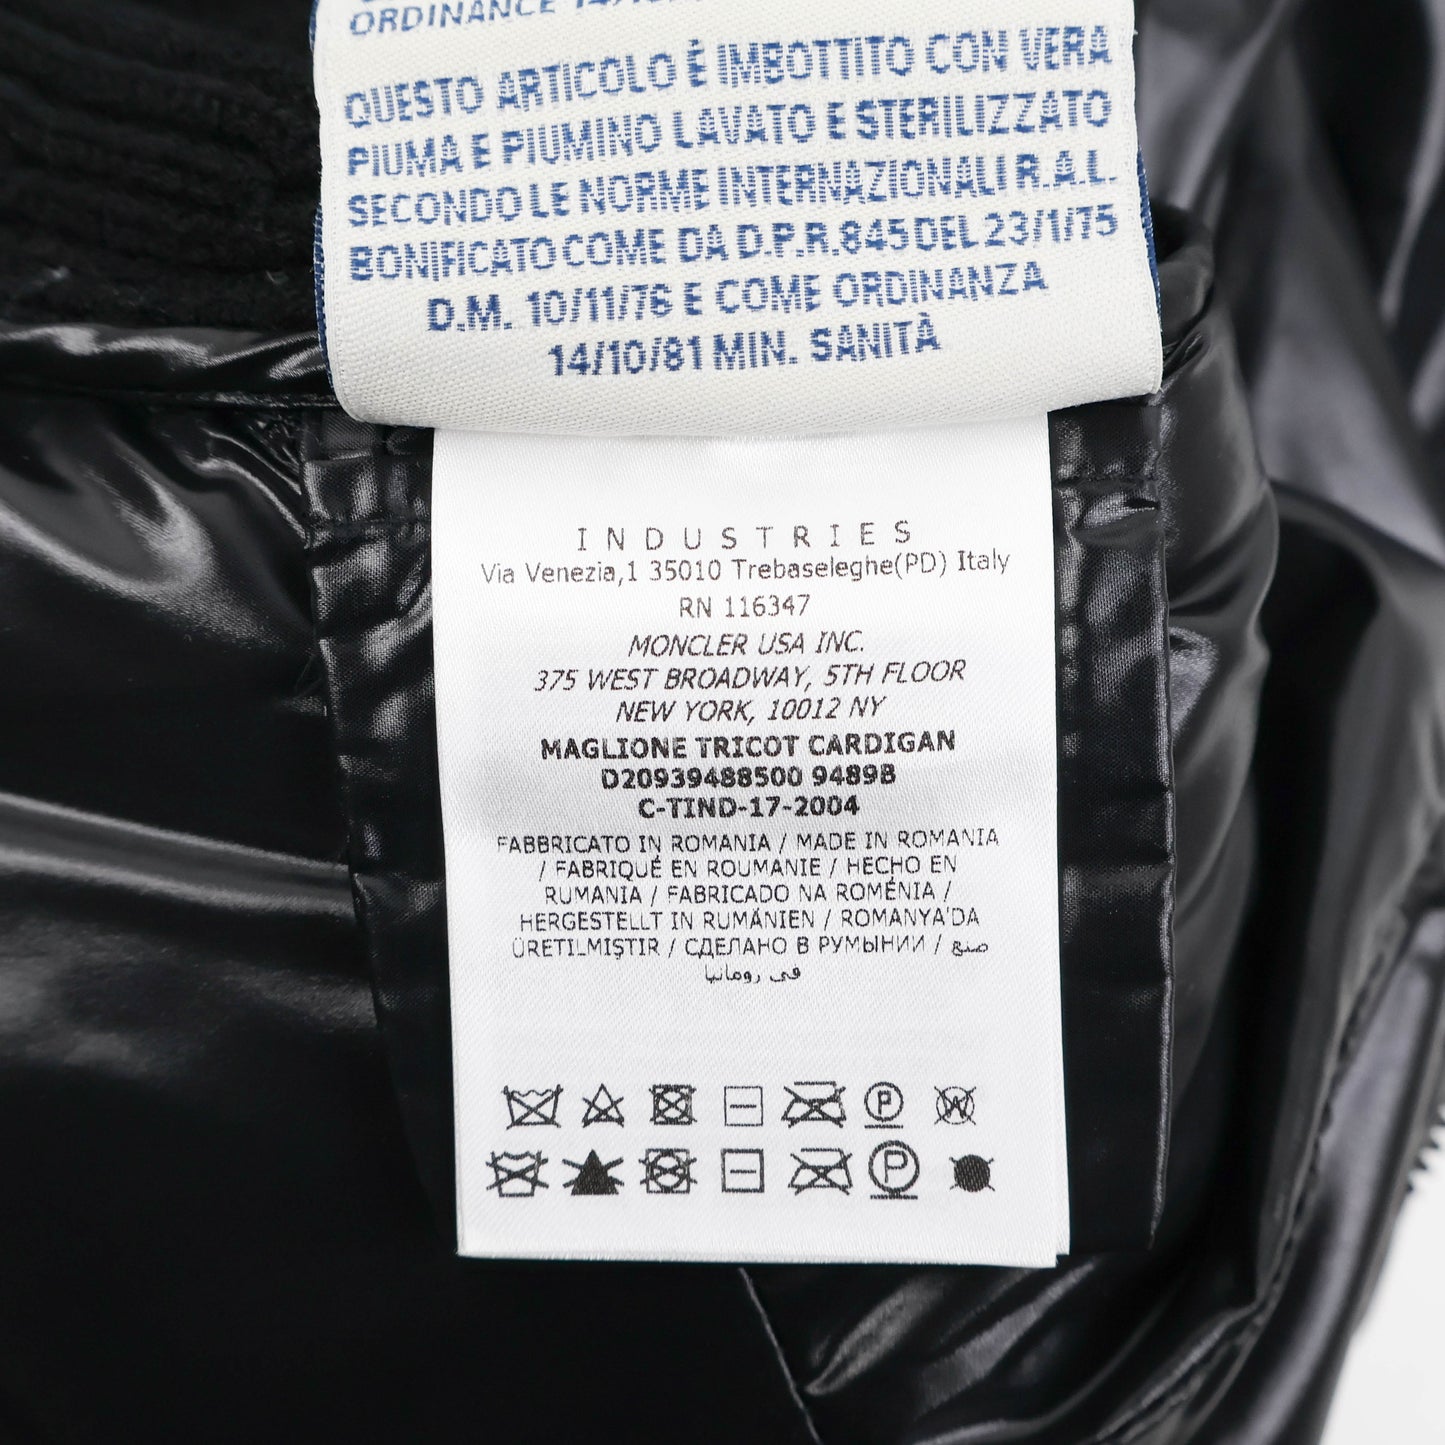 ORDINANCE
QUESTO ARTICOLO È IMBOTTITO CON VERA
PIUMA E PIUMINO LAVATO E STERILIZZATO
SECONDO LE NORME INTERNAZIONALI R.A.L.
BONIFICATO COME DA D.P.R.845 DEL 23/1/75
D.M. 10/11/76 E COME ORDINANZA
14/10/81 MIN. SANITÀ
INDUSTRIES
Via Venezia,1 35010 Trebaseleghe(PD) Italy
RN 116347
MONCLER USA INC.
375 WEST BROADWAY, 5TH FLOOR
NEW YORK, 10012 NY
MAGLIONE TRICOT CARDIGAN
D20939488500 9489B
C-TIND-17-2004
FABBRICATO IN ROMANIA / MADE IN ROMANIA
/ FABRIQUÉ EN ROUMANIE / HECHO EN
RUMANIA / FABRICADO NA ROMÉNIA /
HERGESTELLT IN RUMÄNIEN / ROMANYA'DA
ÜRETILMIŞTIR / СДЕЛАНО В РУМЫНИИ / صنع
في رومانيا
P W
P